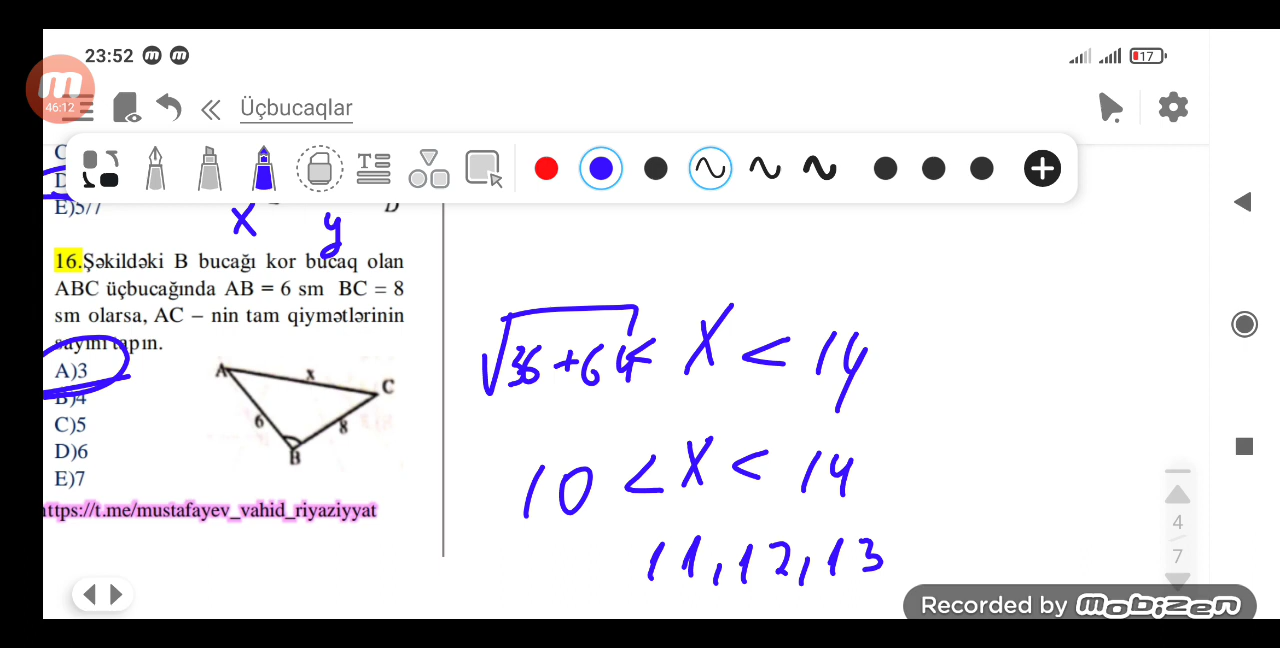 23:52
17
46:12
Üçbucaqlar
C
D
E)5/7
D
x
y
16.Şəkildəki B bucağı kor bucaq olan
ABC üçbucağında AB = 6 sm BC = 8
sm olarsa, AC – nin tam qiymətlərinin
sayını tapın.
A)3
B)4
C)5
D)6
E)7
A
x
C
6
8
B
ttps://t.me/mustafayev_vahid_riyaziyyat
√36+64 < x < 14
10 < x < 14
11,12,13
4
7
Recorded by mobizen